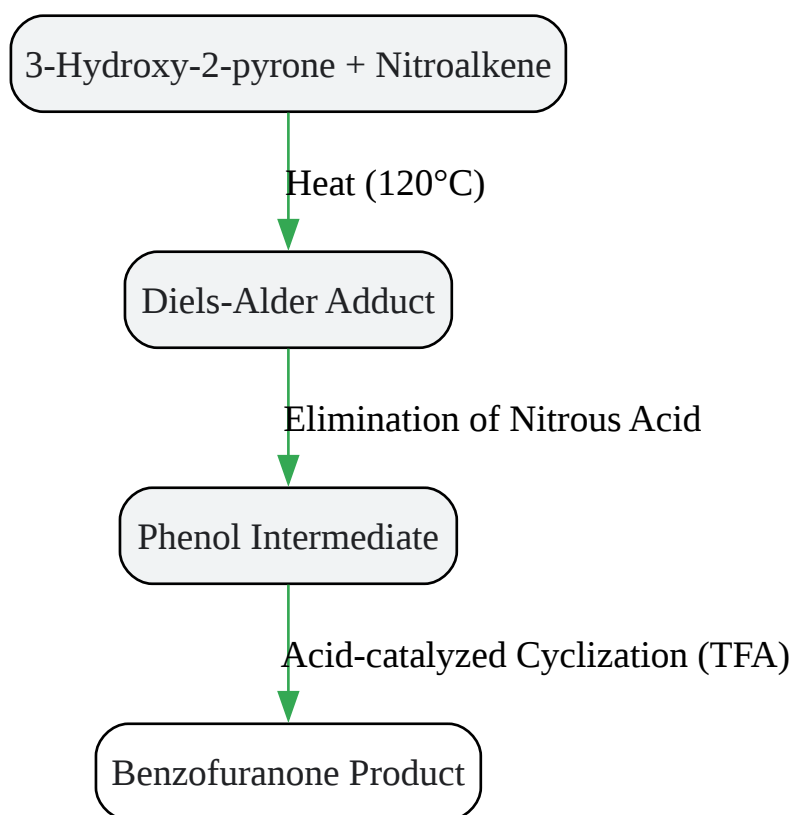 3-Hydroxy-2-pyrone + Nitroalkene
Heat (120°C)
Diels-Alder Adduct
Elimination of Nitrous Acid
Phenol Intermediate
Acid-catalyzed Cyclization (TFA)
Benzofuranone Product